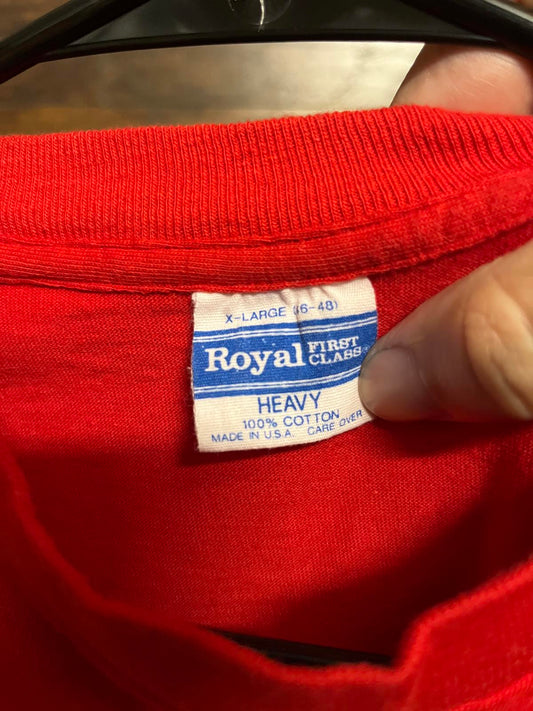 X-LARGE (46-48)
Royal FIRST CLASS
HEAVY
100% COTTON
MADE IN U.S.A. CARE OVER